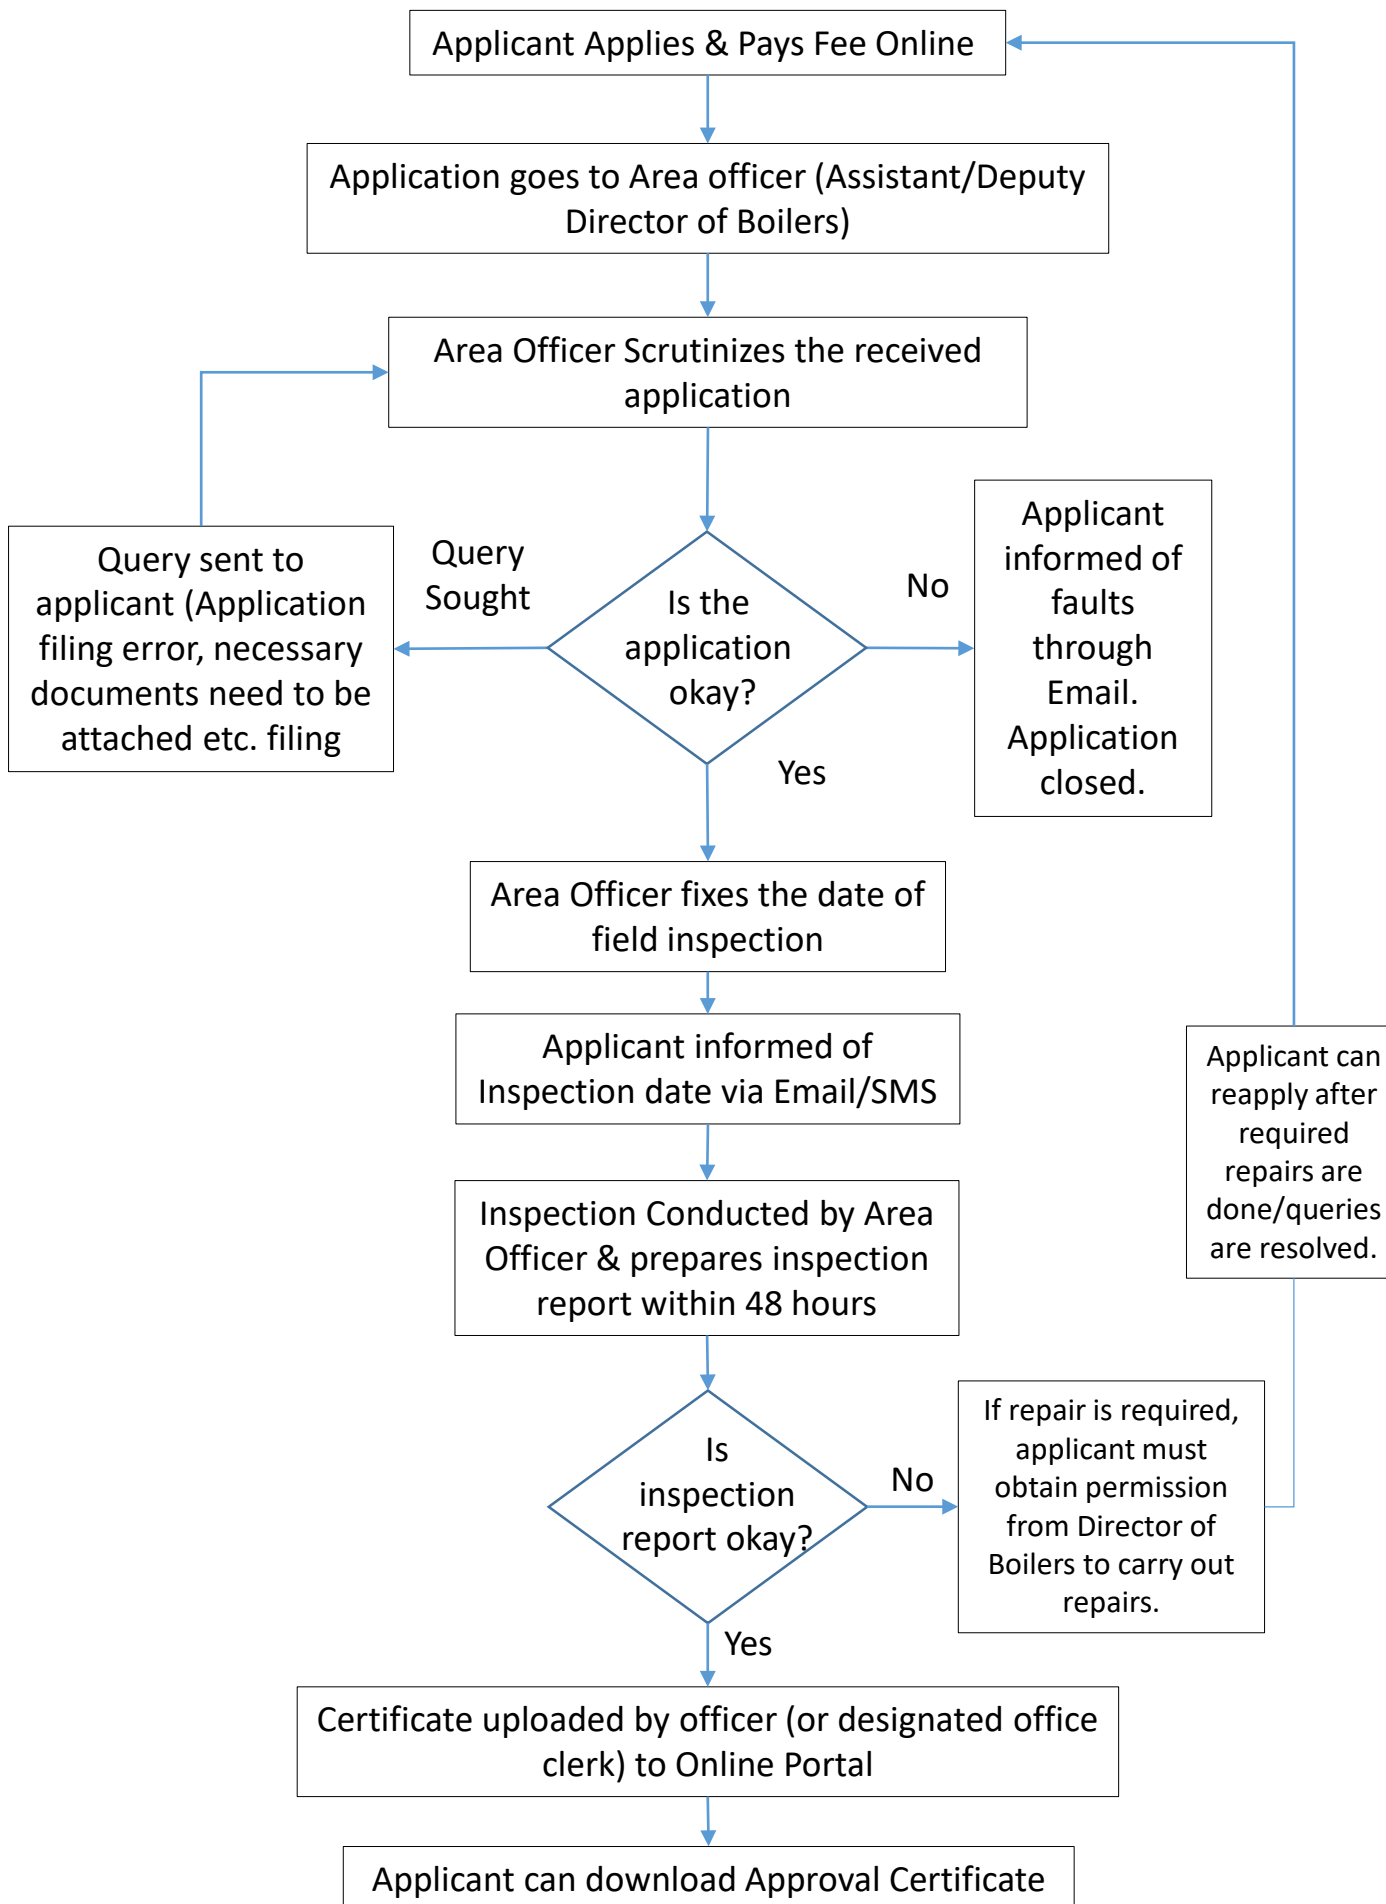 Applicant Applies & Pays Fee Online
Application goes to Area officer (Assistant/Deputy
Director of Boilers)
Area Officer Scrutinizes the received
application
Query sent to
applicant (Application
filing error, necessary
documents need to be
attached etc. filing
Query
Sought
Is the
application
okay?
No
Applicant
informed of
faults
through
Email.
Application
closed.
Yes
Area Officer fixes the date of
field inspection
Applicant informed of
Inspection date via Email/SMS
Inspection Conducted by Area
Officer & prepares inspection
report within 48 hours
Applicant can
reapply after
required
repairs are
done/queries
are resolved.
Is
inspection
report okay?
No
If repair is required,
applicant must
obtain permission
from Director of
Boilers to carry out
repairs.
Yes
Certificate uploaded by officer (or designated office
clerk) to Online Portal
Applicant can download Approval Certificate